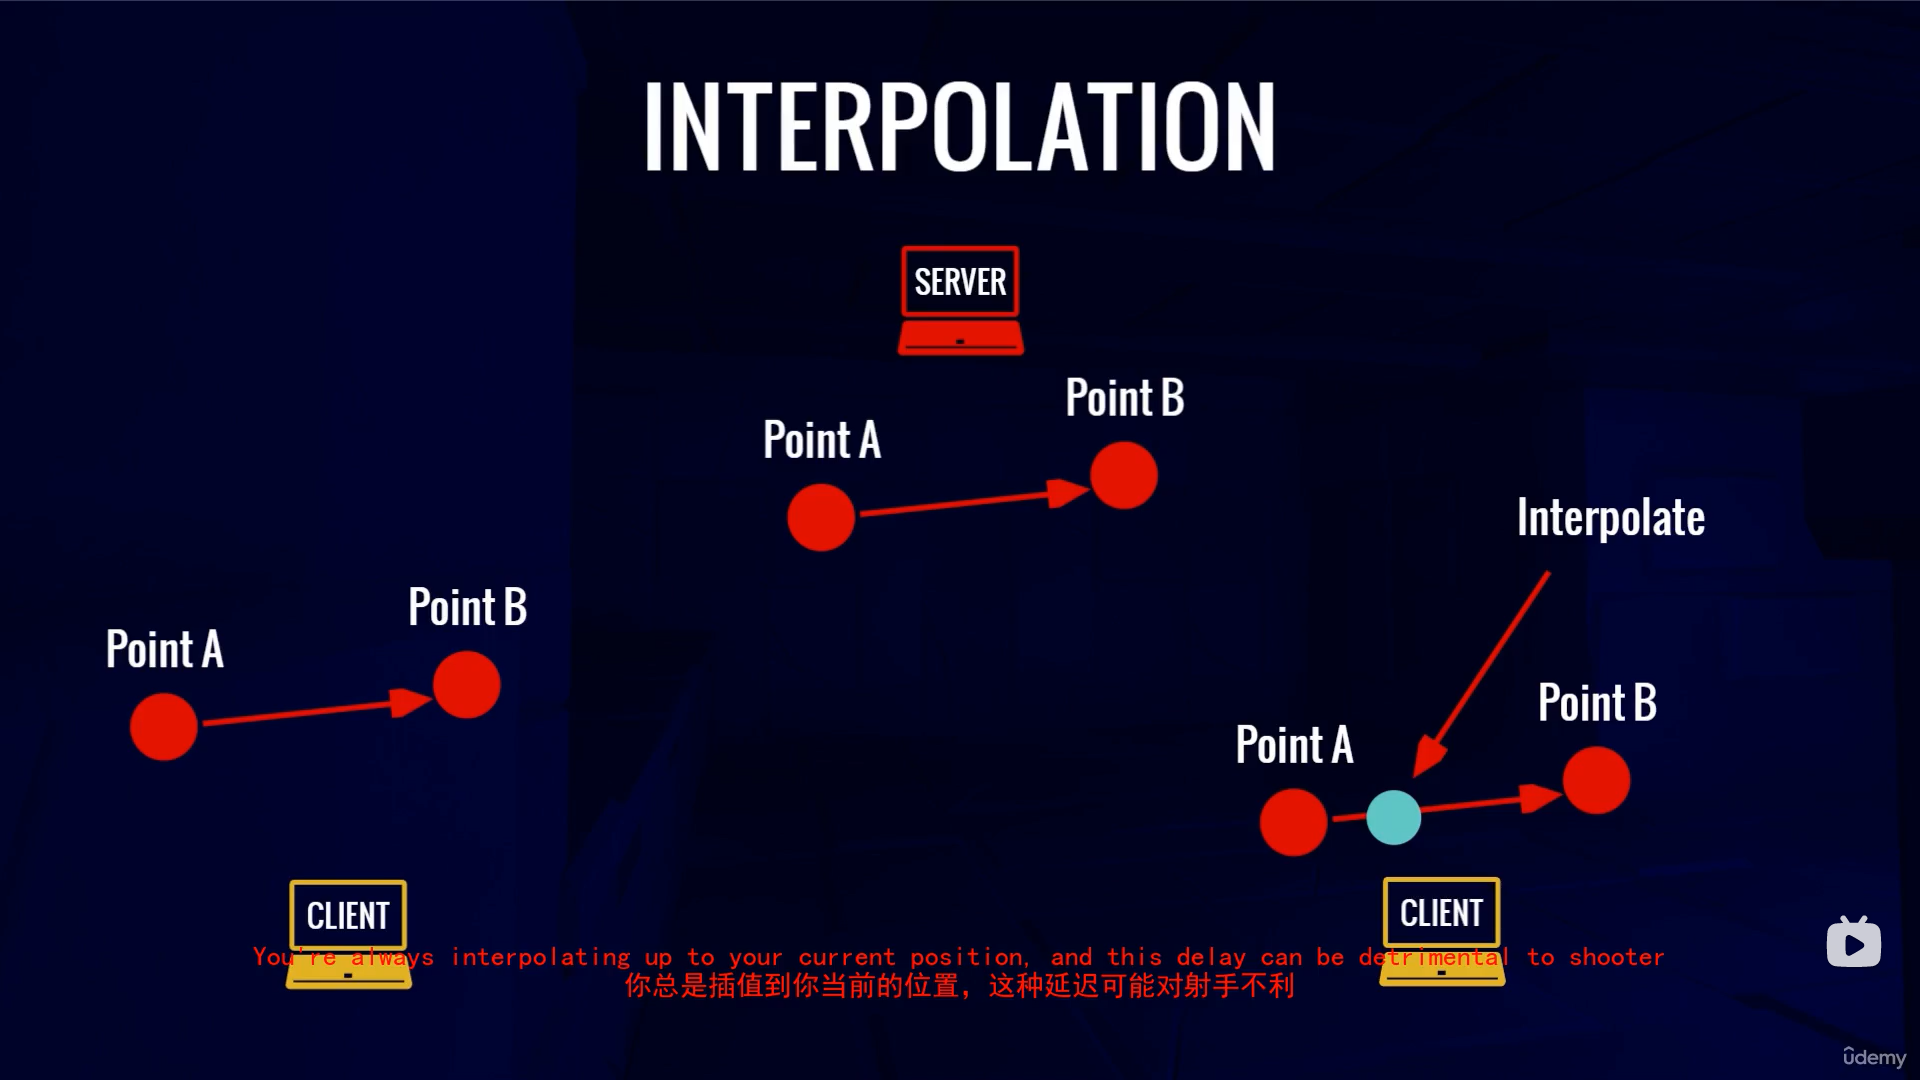 INTERPOLATION
SERVER
Point A
Point B
Interpolate
Point A
Point B
Point A
Point B
CLIENT
CLIENT
You're always interpolating up to your current position, and this delay can be detrimental to shooter
你总是插值到你当前的位置，这种延迟可能对射手不利
ûdemy